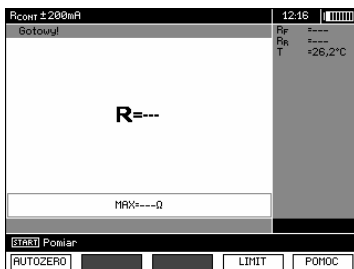 RCONT ±200mA 12:16
Gotowy!
RF =---
RR =---
T =26,2°C
R=---
MAX=---Ω
START Pomiar
AUTOZERO LIMIT POMOC